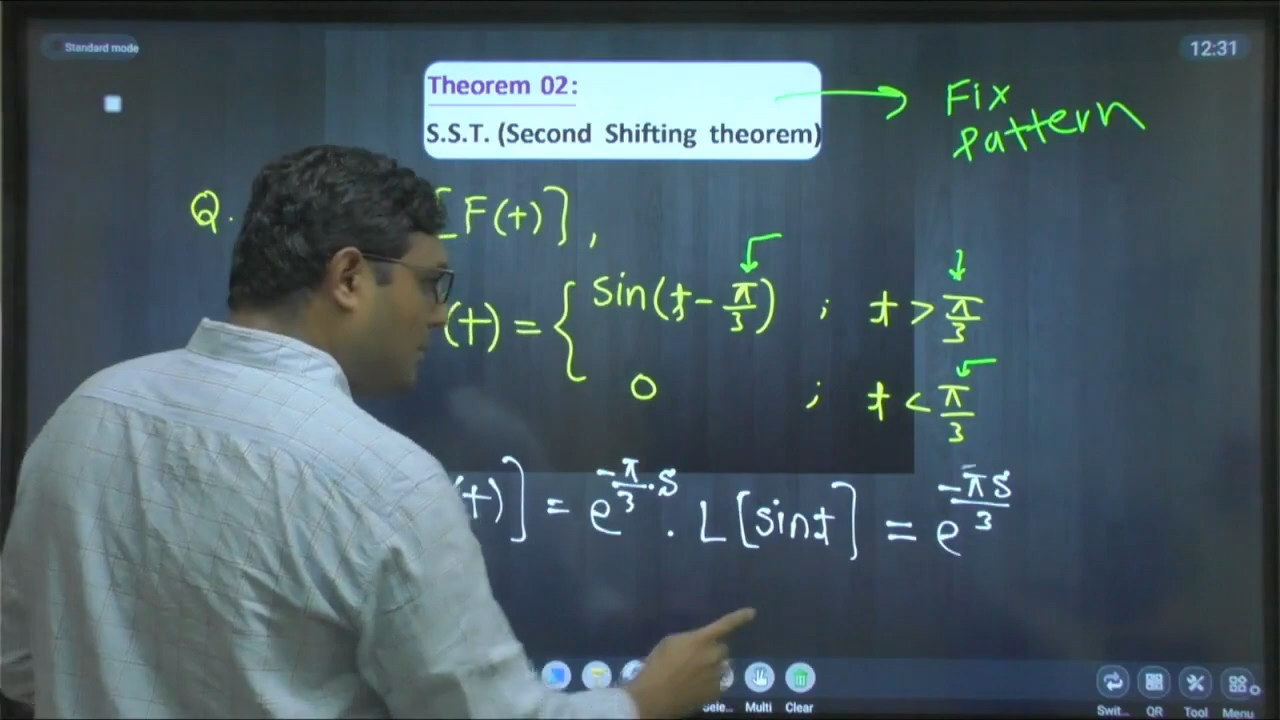 Standard mode
12:31
Theorem 02:
S.S.T. (Second Shifting theorem)
Fix
Pattern
Q. [F(t)],
(t) = { sin(t - π/3) ; t > π/3
0 ; t < π/3
(t)] = e^(-π/3 · s) . L[sint] = e^(-πs/3)
Sele... Multi Clear
Swit... QR Tool Menu